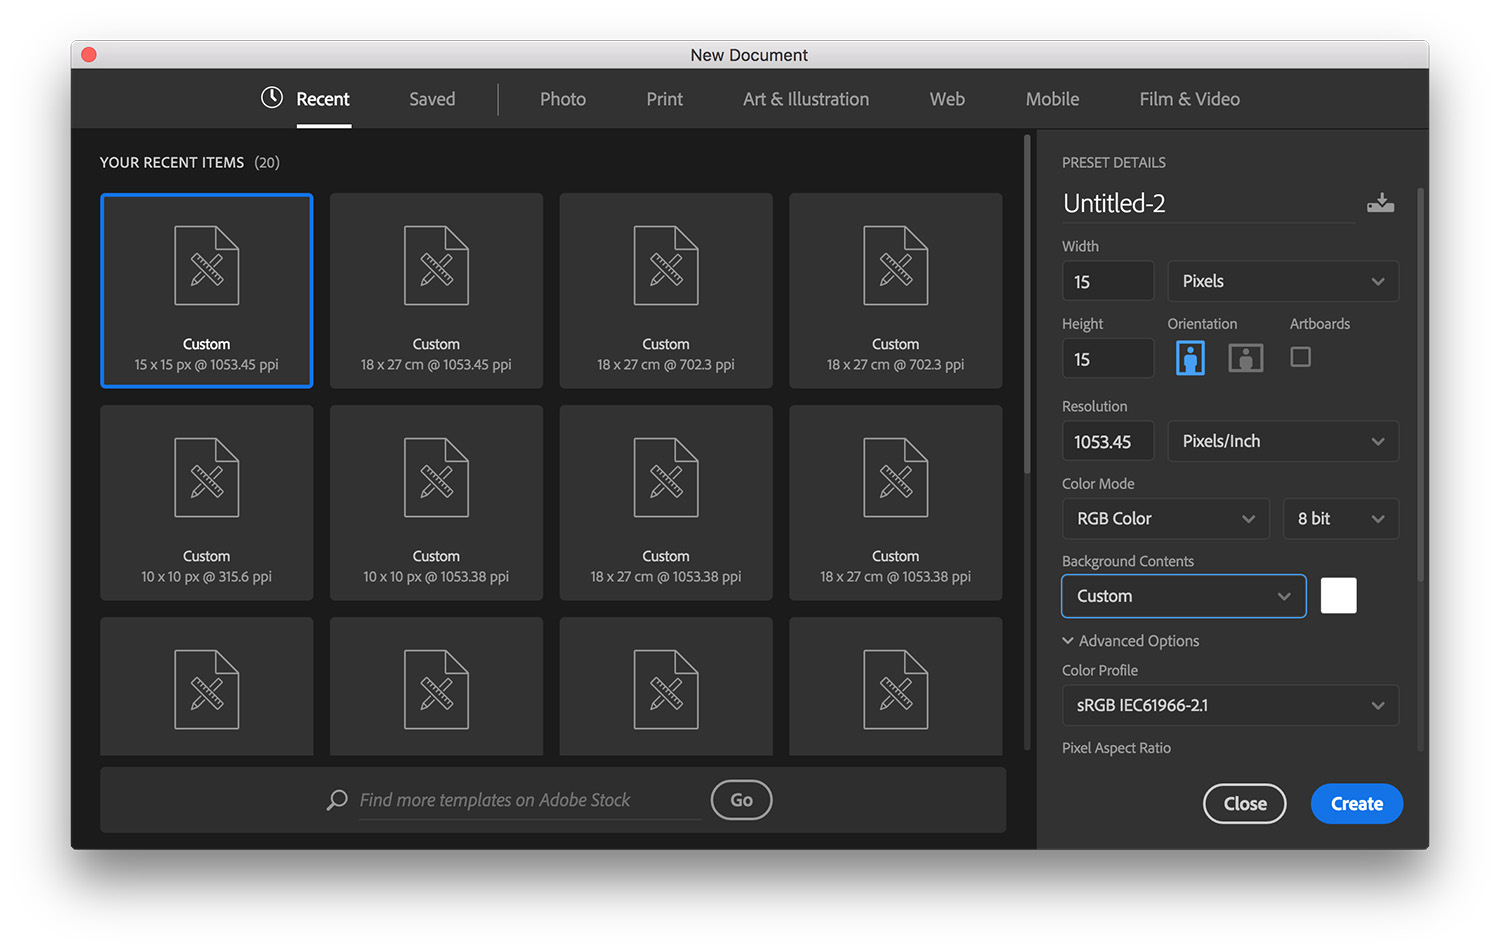 New Document
Recent Saved Photo Print Art & Illustration Web Mobile Film & Video
YOUR RECENT ITEMS (20)
Custom
15 x 15 px @ 1053.45 ppi
Custom
18 x 27 cm @ 1053.45 ppi
Custom
18 x 27 cm @ 702.3 ppi
Custom
18 x 27 cm @ 702.3 ppi
Custom
10 x 10 px @ 315.6 ppi
Custom
10 x 10 px @ 1053.38 ppi
Custom
18 x 27 cm @ 1053.38 ppi
Custom
18 x 27 cm @ 1053.38 ppi
Find more templates on Adobe Stock
Go
PRESET DETAILS
Untitled-2
Width
15 Pixels
Height Orientation Artboards
15
Resolution
1053.45 Pixels/Inch
Color Mode
RGB Color 8 bit
Background Contents
Custom
Advanced Options
Color Profile
sRGB IEC61966-2.1
Pixel Aspect Ratio
Close Create